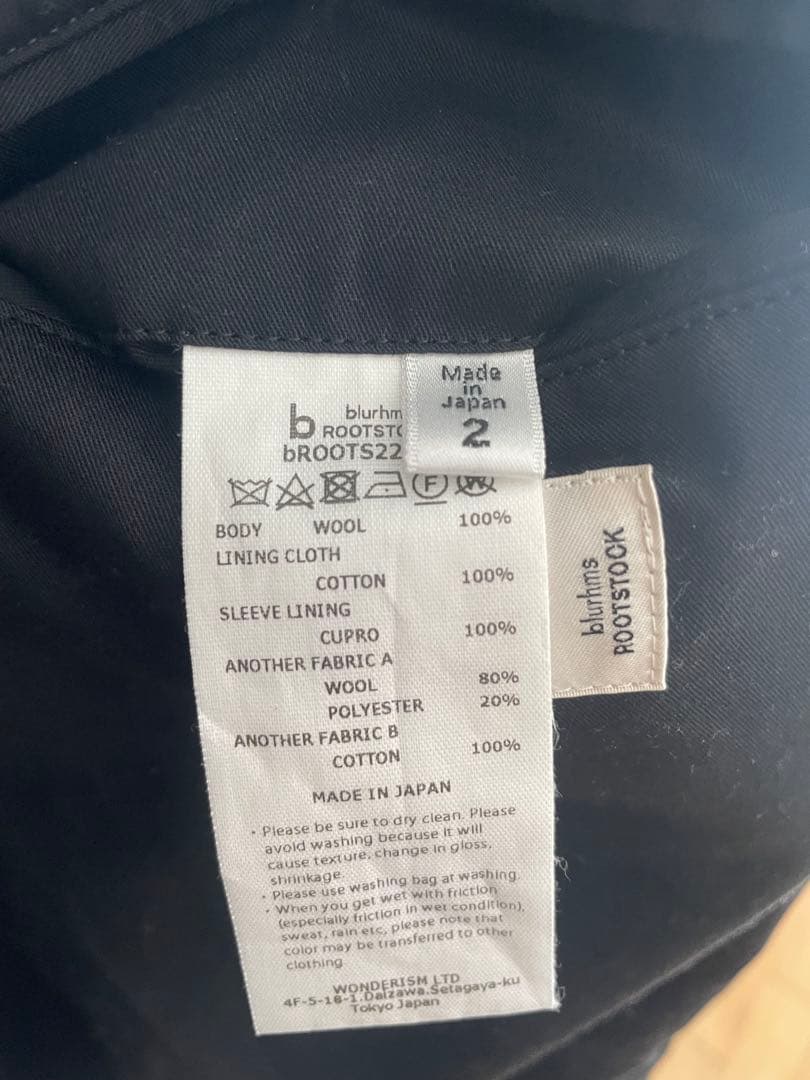 Made
in
Japan
2
b blurhm
ROOTSTO
bROOTS22
F W
BODY WOOL 100%
LINING CLOTH
COTTON 100%
SLEEVE LINING
CUPRO 100%
ANOTHER FABRIC A
WOOL 80%
POLYESTER 20%
ANOTHER FABRIC B
COTTON 100%
MADE IN JAPAN
・Please be sure to dry clean. Please
avoid washing because it will
cause texture, change in gloss,
shrinkage.
・Please use washing bag at washing.
・When you get wet with friction
(especially friction in wet condition),
sweat, rain etc, please note that
color may be transferred to other
clothing.
WONDERISM LTD
4F-5-18-1.Daizawa.Setagaya-ku
Tokyo Japan
blurhms
ROOTSTOCK